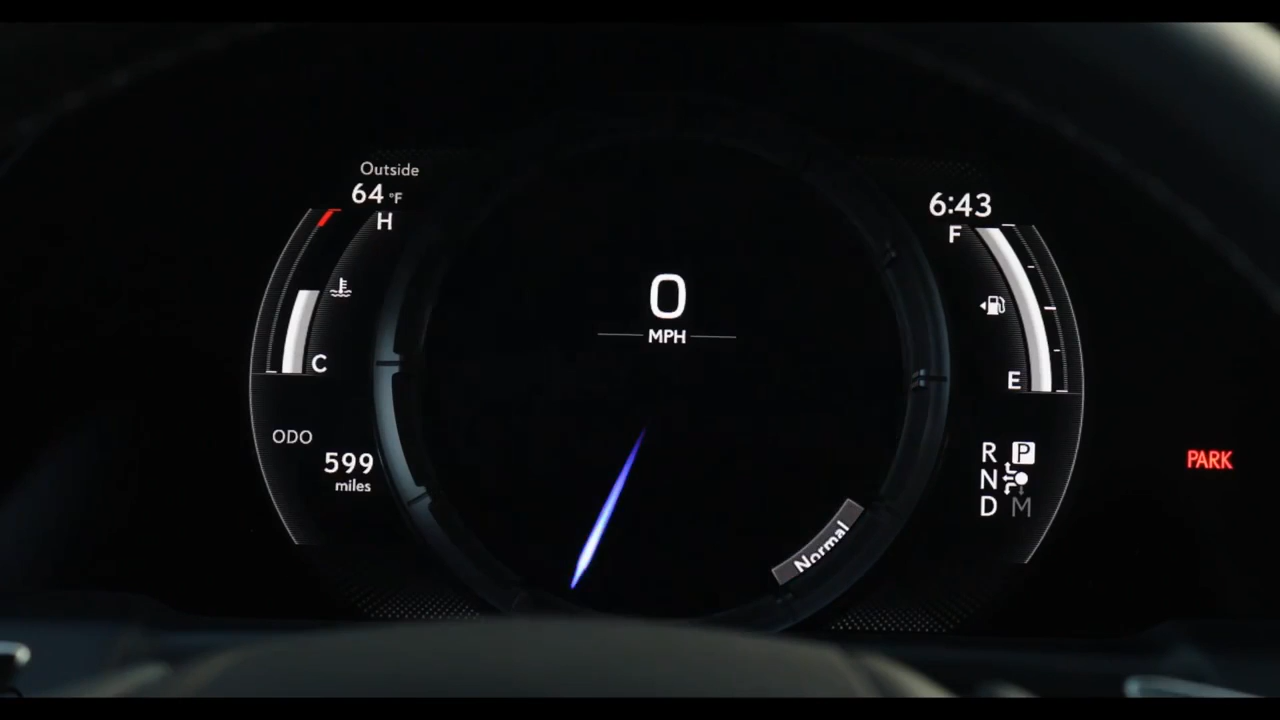 Outside
64 °F
H
C
ODO
599
miles
0
MPH
Normal
6:43
F
E
R P
N
D M
PARK